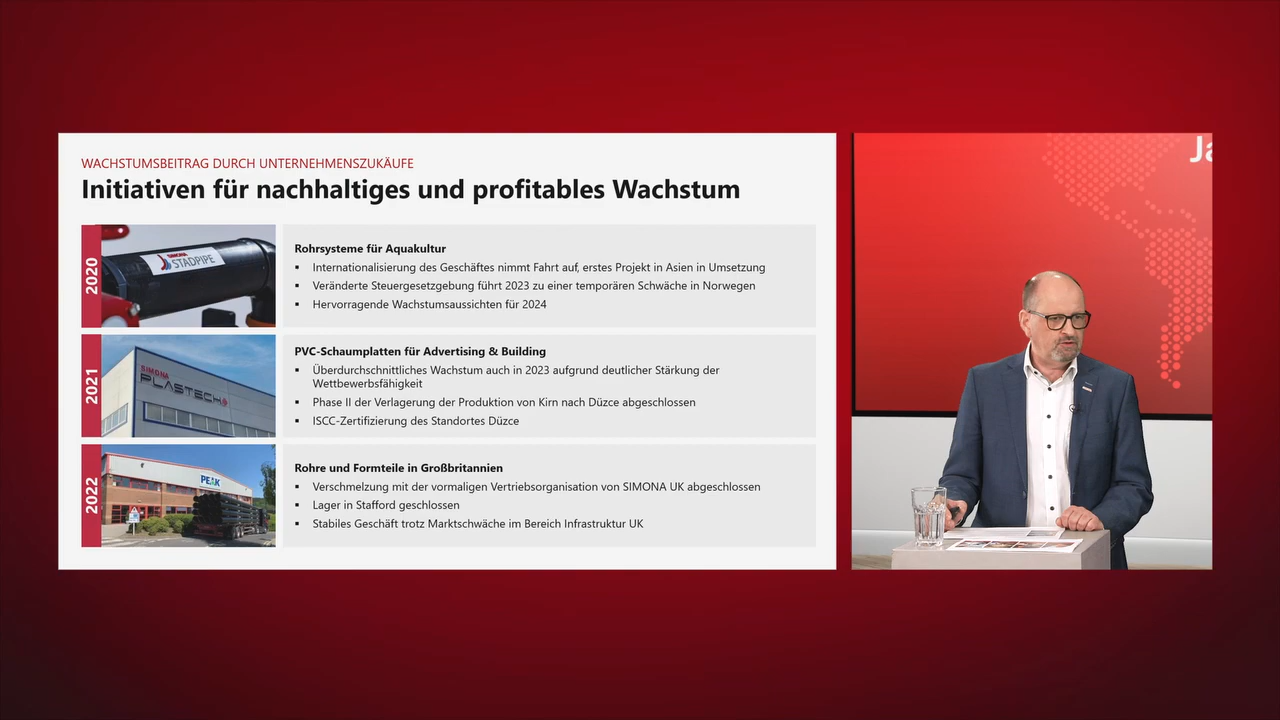 WACHSTUMSBEITRAG DURCH UNTERNEHMENSZUKÄUFE
Initiativen für nachhaltiges und profitables Wachstum
2020
SIMONA
STADPIPE
Rohrsysteme für Aquakultur
▪ Internationalisierung des Geschäftes nimmt Fahrt auf, erstes Projekt in Asien in Umsetzung
▪ Veränderte Steuergesetzgebung führt 2023 zu einer temporären Schwäche in Norwegen
▪ Hervorragende Wachstumsaussichten für 2024
2021
SIMONA
PLASTECH
PVC-Schaumplatten für Advertising & Building
▪ Überdurchschnittliches Wachstum auch in 2023 aufgrund deutlicher Stärkung der
Wettbewerbsfähigkeit
▪ Phase II der Verlagerung der Produktion von Kirn nach Düzce abgeschlossen
▪ ISCC-Zertifizierung des Standortes Düzce
2022
PEAK
Rohre und Formteile in Großbritannien
▪ Verschmelzung mit der vormaligen Vertriebsorganisation von SIMONA UK abgeschlossen
▪ Lager in Stafford geschlossen
▪ Stabiles Geschäft trotz Marktschwäche im Bereich Infrastruktur UK